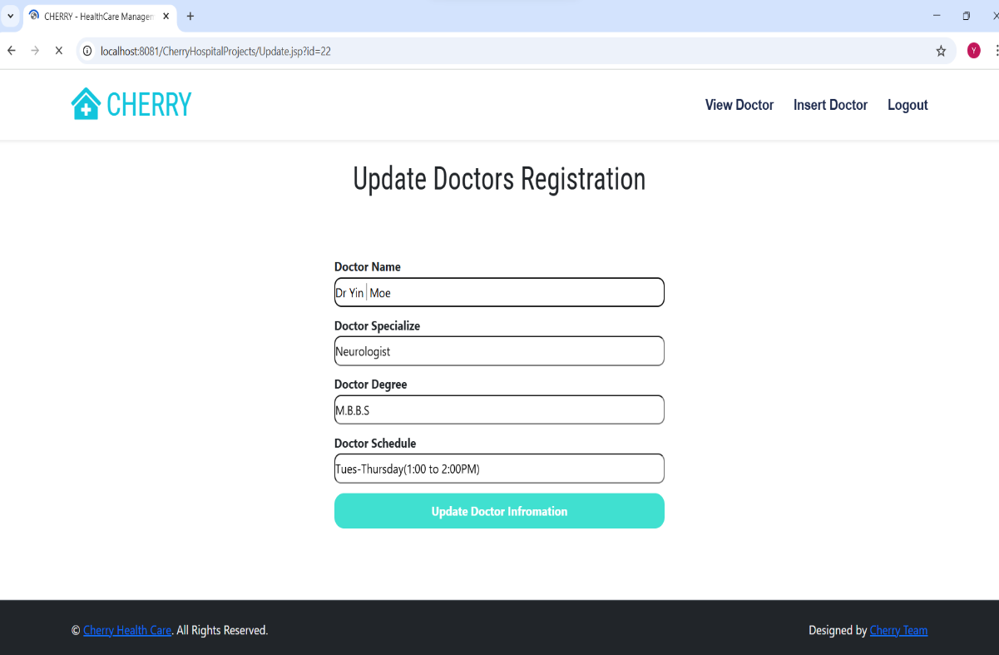 CHERRY - HealthCare Managen
localhost:8081/CherryHospitalProjects/Update.jsp?id=22
Y
CHERRY
View Doctor Insert Doctor Logout
Update Doctors Registration
Doctor Name
Dr Yin Moe
Doctor Specialize
Neurologist
Doctor Degree
M.B.B.S
Doctor Schedule
Tues-Thursday(1:00 to 2:00PM)
Update Doctor Infromation
© Cherry Health Care. All Rights Reserved.
Designed by Cherry Team